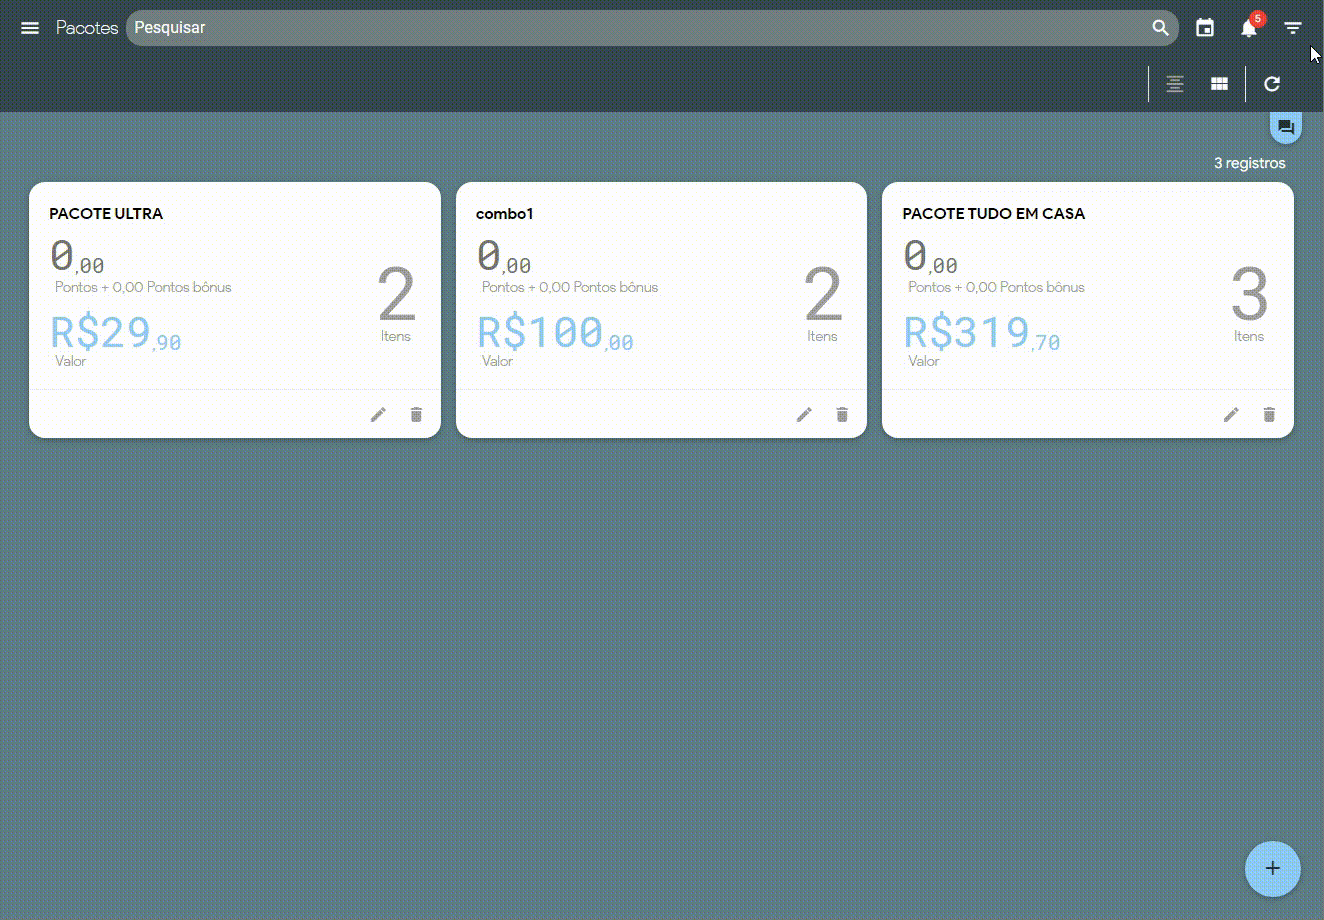 Pacotes
Pesquisar
5
3 registros
PACOTE ULTRA
0,00
Pontos + 0,00 Pontos bônus
2
Itens
R$29,90
Valor
combo1
0,00
Pontos + 0,00 Pontos bônus
2
Itens
R$100,00
Valor
PACOTE TUDO EM CASA
0,00
Pontos + 0,00 Pontos bônus
3
Itens
R$319,70
Valor